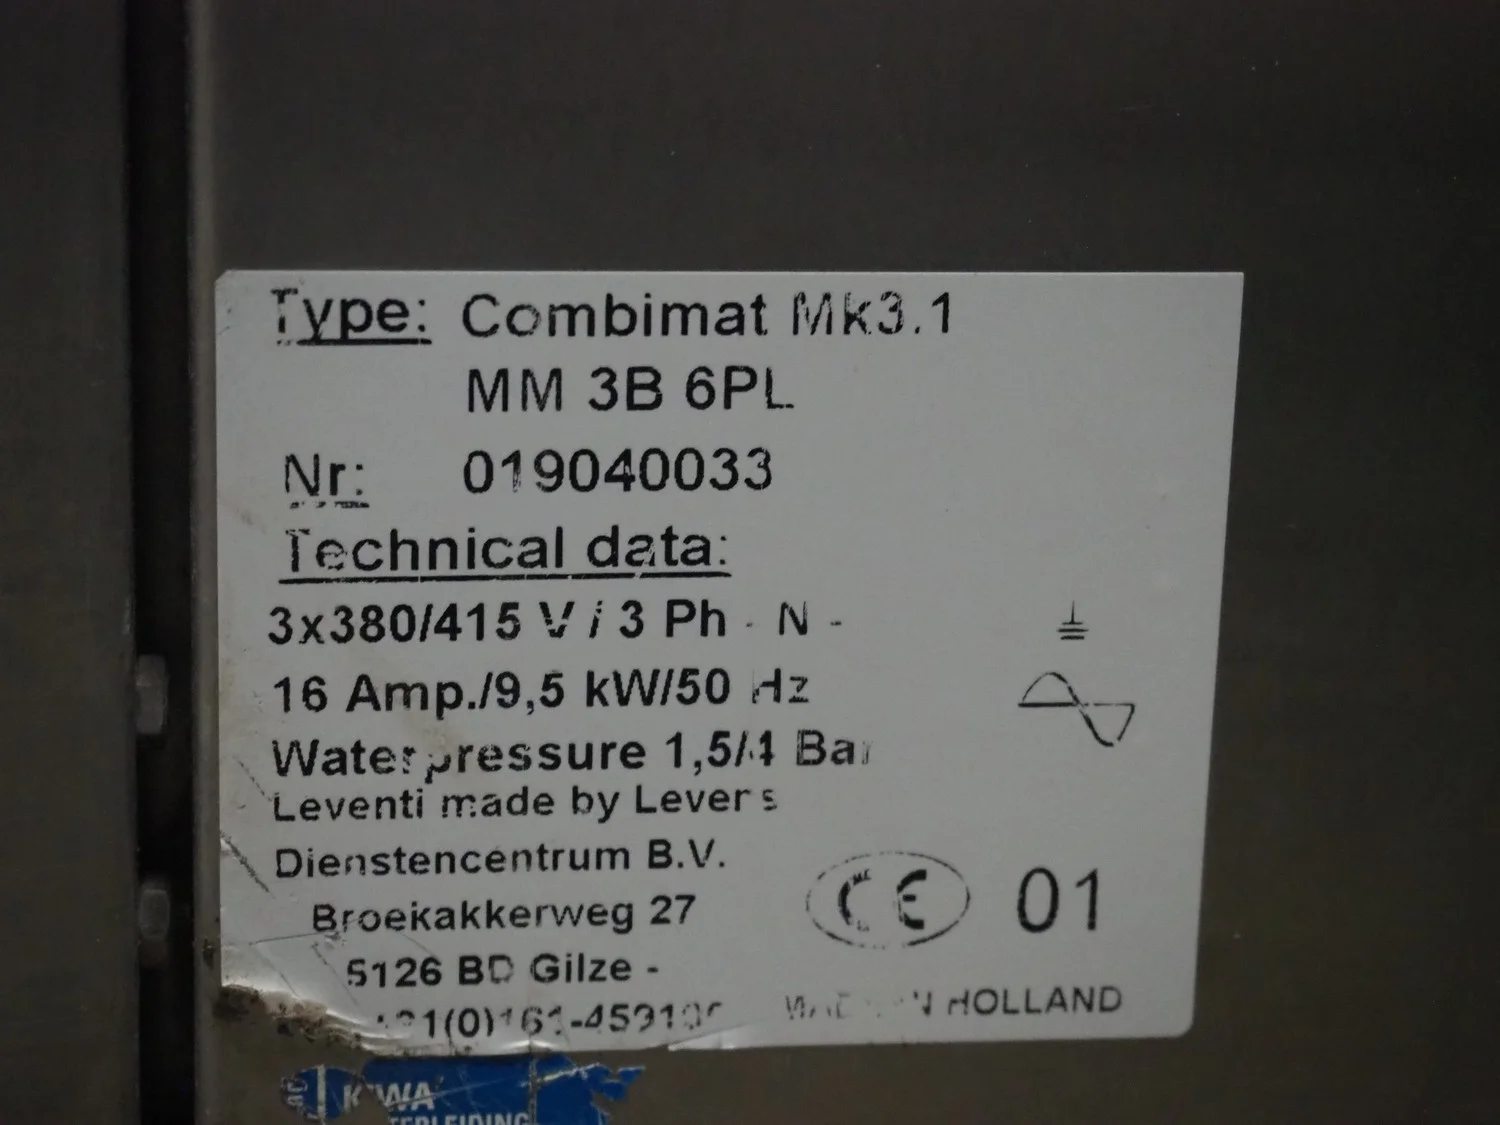 Type: Combimat Mk3.1
MM 3B 6PL
Nr: 019040033
Technical data:
3x380/415 V / 3 Ph - N -
16 Amp./9,5 kW/50 Hz
Waterpressure 1,5/4 Bar
Leventi made by Levers
Dienstencentrum B.V.
Broekakkerweg 27
5126 BD Gilze -
CE 01
MADE IN HOLLAND
KIWA